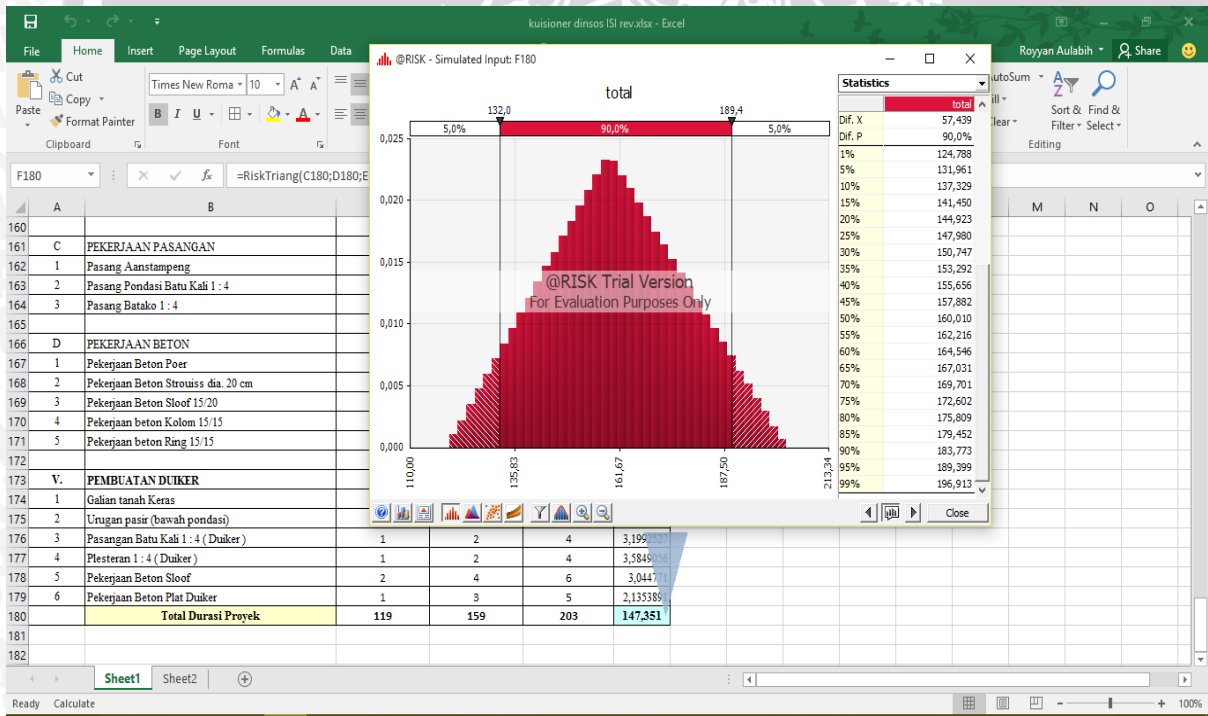 kuisioner dinsos ISI rev.xlsx - Excel
File Home Insert Page Layout Formulas Data
Royyan Aulabih Share
Cut
Copy
Format Painter
Paste
Clipboard
Times New Roma 10
B I U
Font
Sort & Find &
Filter Select
Editing
F180 fx =RiskTriang(C180;D180;E
A B M N O
160
161 C PEKERJAAN PASANGAN
162 1 Pasang Aanstampeng
163 2 Pasang Pondasi Batu Kali 1 : 4
164 3 Pasang Batako 1 : 4
165
166 D PEKERJAAN BETON
167 1 Pekerjaan Beton Poer
168 2 Pekerjaan Beton Strouiss dia. 20 cm
169 3 Pekerjaan Beton Sloof 15/20
170 4 Pekerjaan beton Kolom 15/15
171 5 Pekerjaan beton Ring 15/15
172
173 V. PEMBUATAN DUIKER
174 1 Galian tanah Keras
175 2 Urugan pasir (bawah pondasi)
176 3 Pasangan Batu Kali 1 : 4 ( Duiker ) 1 2 4
177 4 Plesteran 1 : 4 ( Duiker ) 1 2 4 3,5849056
178 5 Pekerjaan Beton Sloof 2 4 6 3,044771
179 6 Pekerjaan Beton Plat Duiker 1 3 5 2,1353891
180 Total Durasi Proyek 119 159 203 147,351
181
182
@RISK - Simulated Input: F180
total
132,0 189,4
5,0% 90,0% 5,0%
0,025
0,020
0,015
0,010
0,005
0,000
110,00
135,83
161,67
187,50
213,34
@RISK Trial Version
For Evaluation Purposes Only
Statistics
total
Dif. X 57,439
Dif. P 90,0%
1% 124,788
5% 131,961
10% 137,329
15% 141,450
20% 144,923
25% 147,980
30% 150,747
35% 153,292
40% 155,656
45% 157,882
50% 160,010
55% 162,216
60% 164,546
65% 167,031
70% 169,701
75% 172,602
80% 175,809
85% 179,452
90% 183,773
95% 189,399
99% 196,913
Close
Sheet1 Sheet2
Ready Calculate 100%